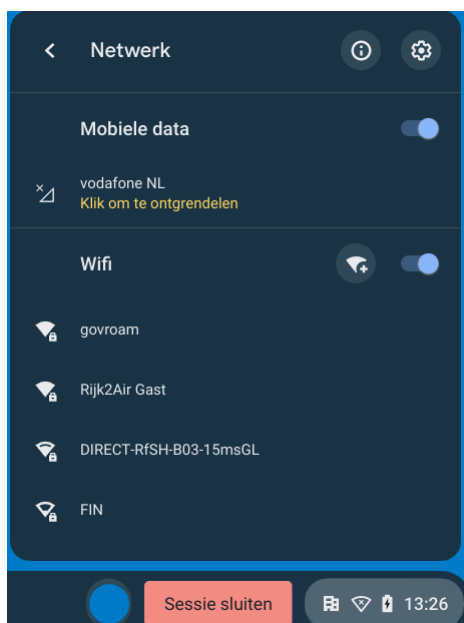 Netwerk
Mobiele data
vodafone NL
Klik om te ontgrendelen
Wifi
govroam
Rijk2Air Gast
DIRECT-RfSH-B03-15msGL
FIN
Sessie sluiten
13:26